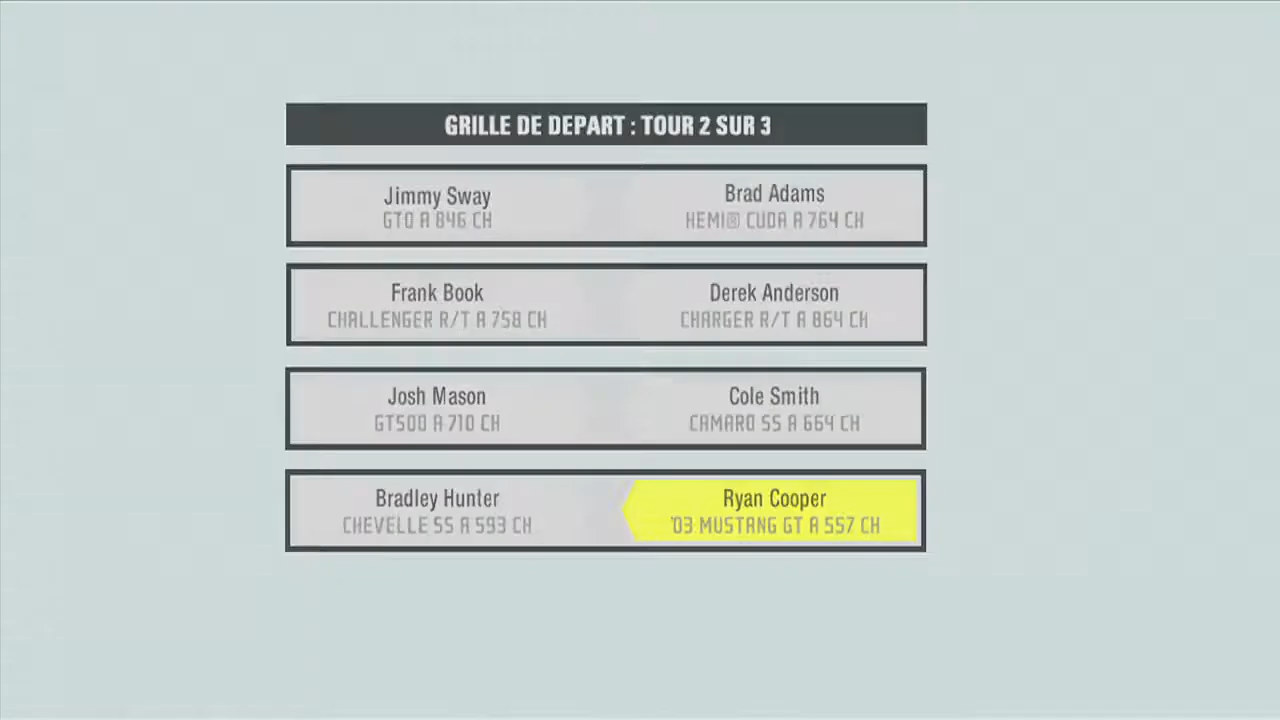 GRILLE DE DEPART : TOUR 2 SUR 3
Jimmy Sway
GTO A 846 CH
Brad Adams
HEMI® CUDA A 764 CH
Frank Book
CHALLENGER R/T A 758 CH
Derek Anderson
CHARGER R/T A 864 CH
Josh Mason
GT500 A 710 CH
Cole Smith
CAMARO SS A 664 CH
Bradley Hunter
CHEVELLE SS A 593 CH
Ryan Cooper
'03 MUSTANG GT A 557 CH